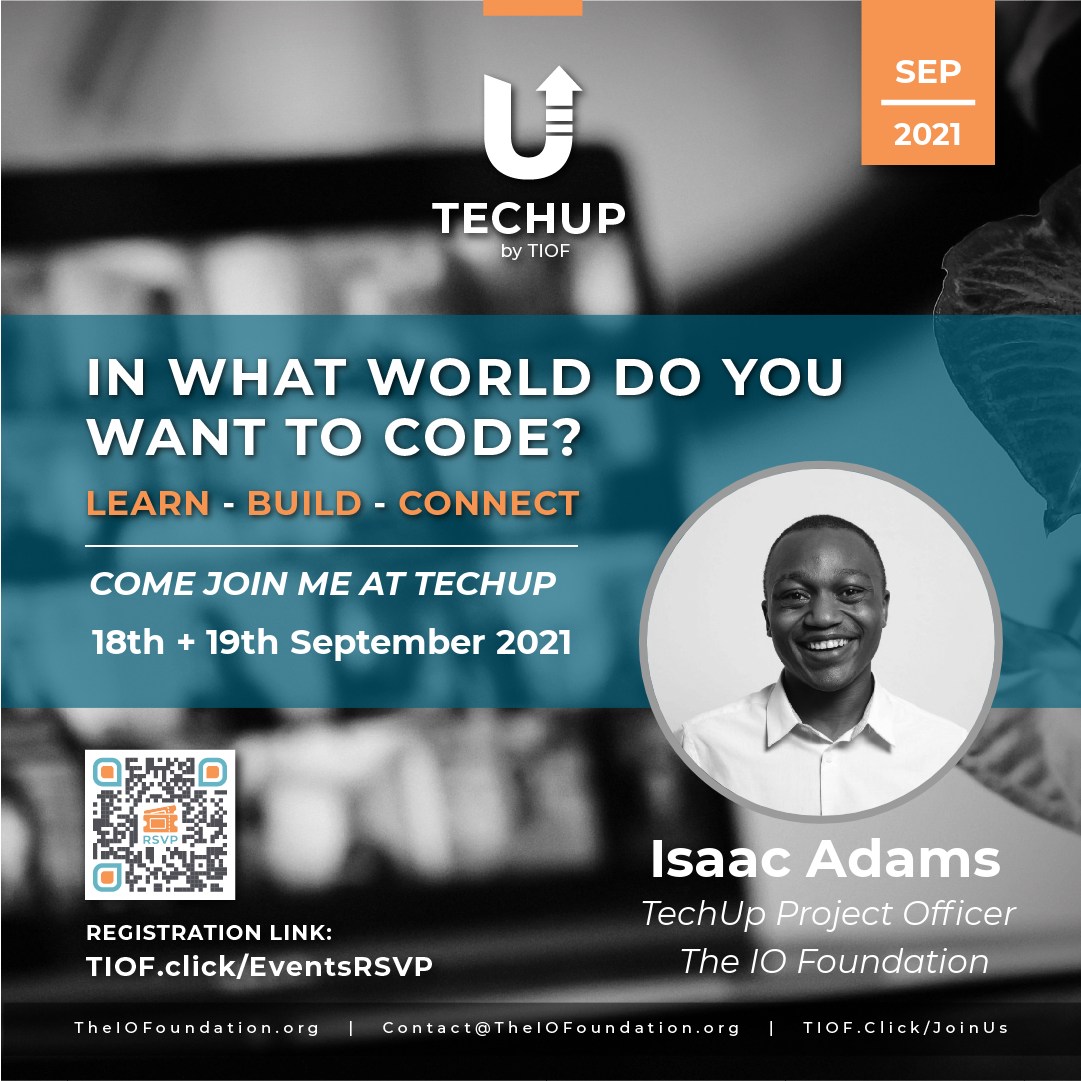 SEP
2021
TECHUP
by TIOF
IN WHAT WORLD DO YOU
WANT TO CODE?
LEARN - BUILD - CONNECT
COME JOIN ME AT TECHUP
18th + 19th September 2021
RSVP
REGISTRATION LINK:
TIOF.click/EventsRSVP
Isaac Adams
TechUp Project Officer
The IO Foundation
TheIOFoundation.org | Contact@TheIOFoundation.org | TIOF.Click/JoinUs